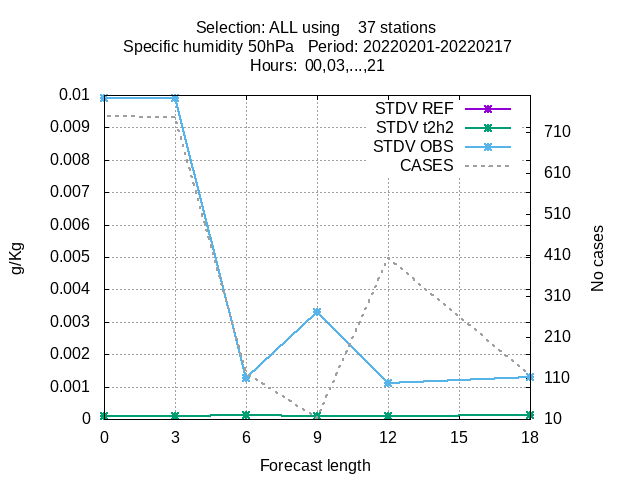 Selection: ALL using    37 stations
Specific humidity 50hPa   Period: 20220201-20220217
Hours:  00,03,...,21
STDV REF
STDV t2h2
STDV OBS
CASES
g/Kg
0.01
0.009
0.008
0.007
0.006
0.005
0.004
0.003
0.002
0.001
0
710
610
510
410
310
210
110
10
No cases
0 3 6 9 12 15 18
Forecast length